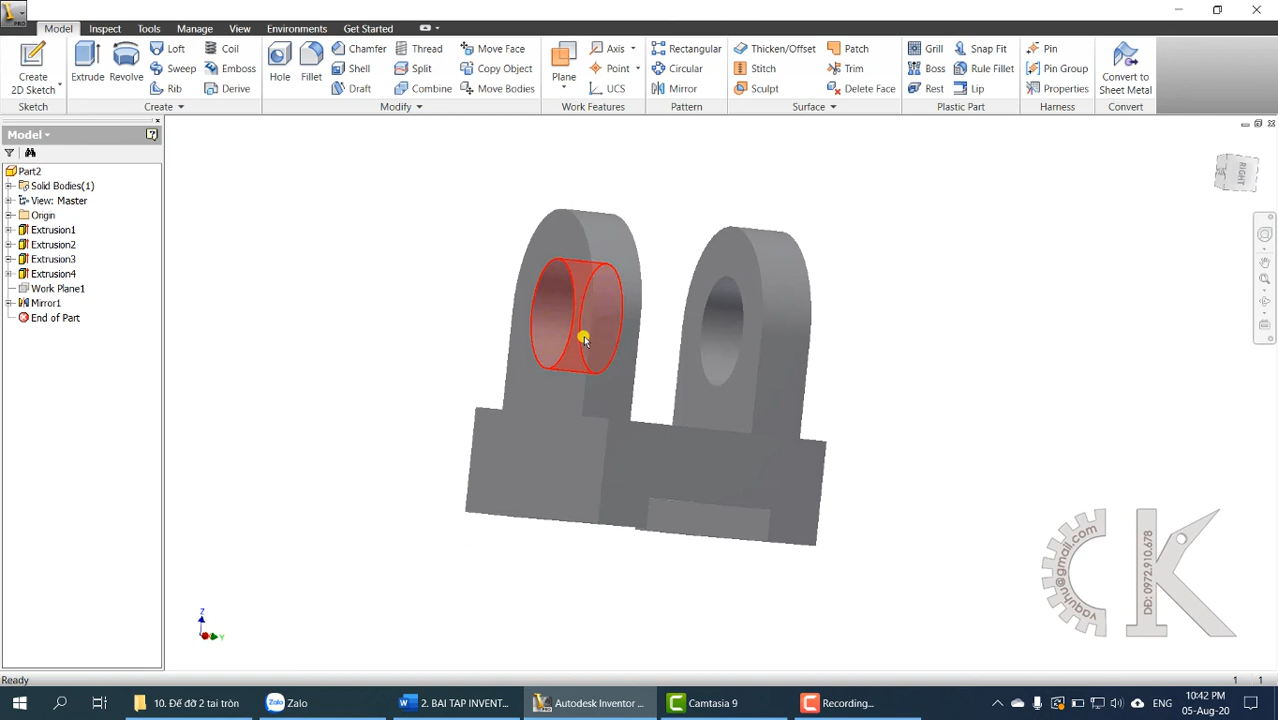 PRO
Model Inspect Tools Manage View Environments Get Started
Create 2D Sketch
Extrude Revolve
Loft Coil
Sweep Emboss
Rib Derive
Hole Fillet
Chamfer Thread Move Face
Shell Split Copy Object
Draft Combine Move Bodies
Plane
Axis
Point
UCS
Rectangular
Circular
Mirror
Thicken/Offset Patch
Stitch Trim
Sculpt Delete Face
Grill Snap Fit
Boss Rule Fillet
Rest Lip
Pin
Pin Group
Properties
Convert to Sheet Metal
Sketch Create Modify Work Features Pattern Surface Plastic Part Harness Convert
Model
Part2
Solid Bodies(1)
View: Master
Origin
Extrusion1
Extrusion2
Extrusion3
Extrusion4
Work Plane1
Mirror1
End of Part
RIGHT
Z
Y
vaquhu@gmail.com
DĐ: 0972.910.678
Ready
1 1
10. Đế đỡ 2 tai tròn
Zalo
Zalo
2. BAI TAP INVENT...
Autodesk Inventor ...
Camtasia 9
Recording...
ENG
10:42 PM
05-Aug-20